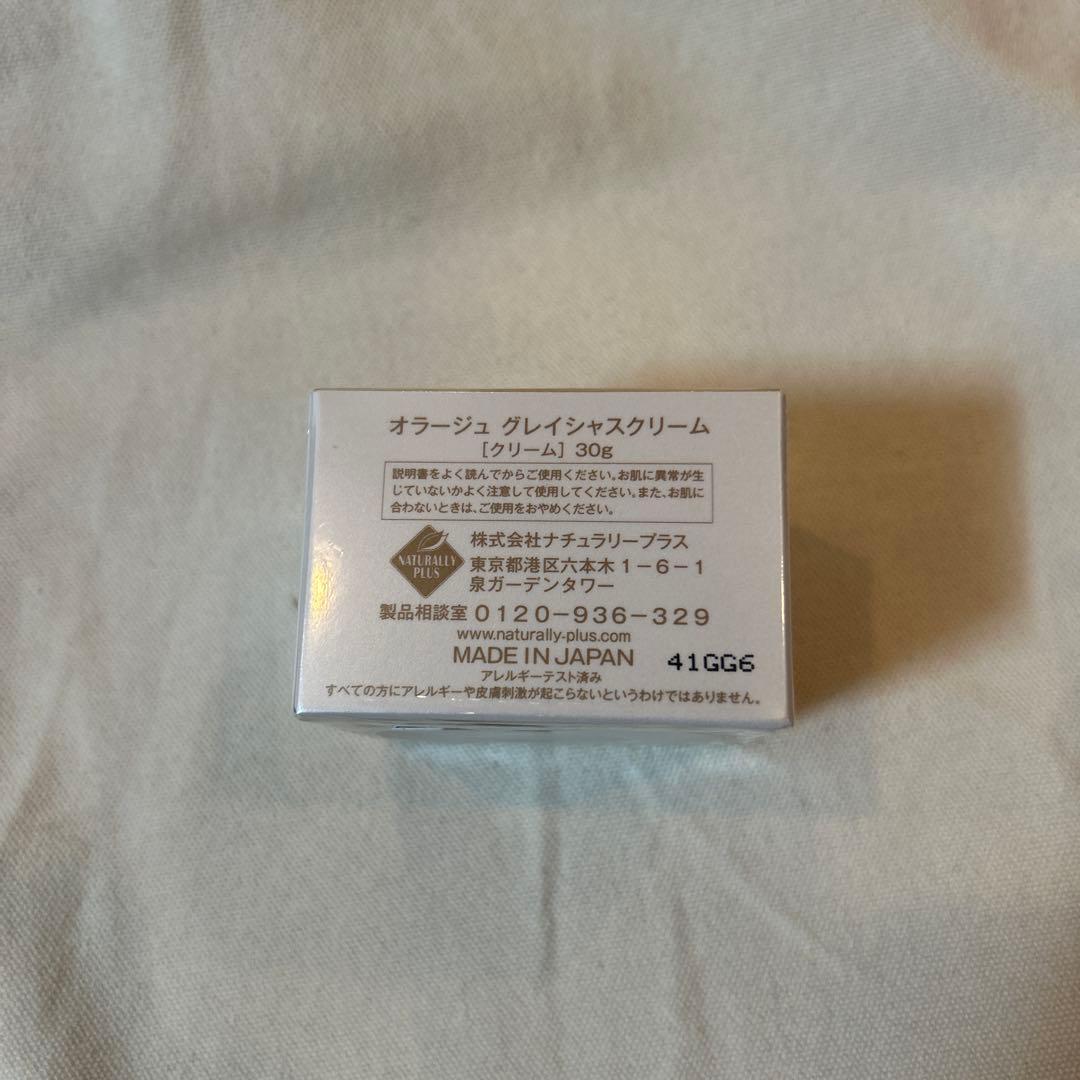 オラージュ グレイシャスクリーム
[クリーム] 30g
説明書をよく読んでからご使用ください。お肌に異常が生
じていないかよく注意して使用してください。また、お肌に
合わないときは、ご使用をおやめください。
NATURALLY
PLUS
株式会社ナチュラリープラス
東京都港区六本木1-6-1
泉ガーデンタワー
製品相談室 0120-936-329
www.naturally-plus.com
MADE IN JAPAN
41GG6
アレルギーテスト済み
すべての方にアレルギーや皮膚刺激が起こらないというわけではありません。